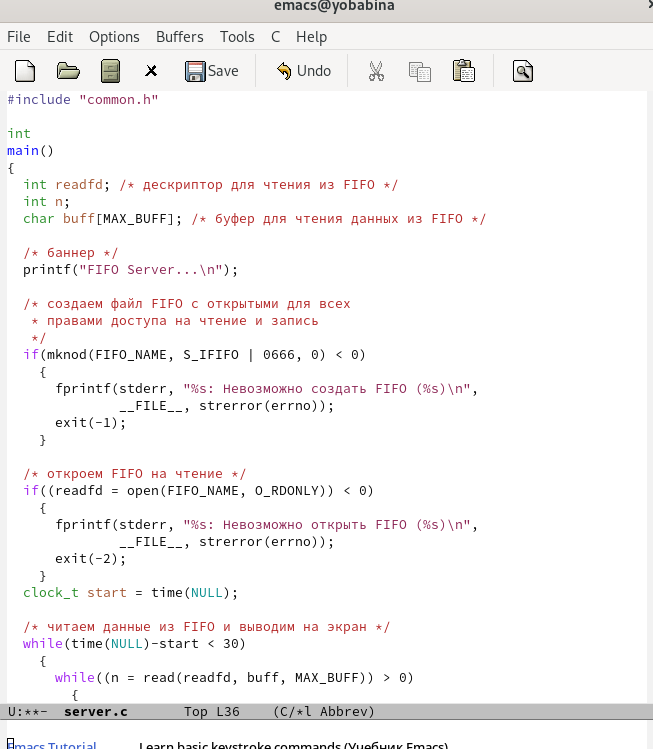 emacs@yobabina
File Edit Options Buffers Tools C Help
Save Undo
#include "common.h"
int
main()
{
int readfd; /* дескриптор для чтения из FIFO */
int n;
char buff[MAX_BUFF]; /* буфер для чтения данных из FIFO */
/* баннер */
printf("FIFO Server...\n");
/* создаем файл FIFO с открытыми для всех
* правами доступа на чтение и запись
*/
if(mknod(FIFO_NAME, S_IFIFO | 0666, 0) < 0)
{
fprintf(stderr, "%s: Невозможно создать FIFO (%s)\n",
__FILE__, strerror(errno));
exit(-1);
}
/* откроем FIFO на чтение */
if((readfd = open(FIFO_NAME, O_RDONLY)) < 0)
{
fprintf(stderr, "%s: Невозможно открыть FIFO (%s)\n",
__FILE__, strerror(errno));
exit(-2);
}
clock_t start = time(NULL);
/* читаем данные из FIFO и выводим на экран */
while(time(NULL)-start < 30)
{
while((n = read(readfd, buff, MAX_BUFF)) > 0)
{
U:**- server.c Top L36 (C/*l Abbrev)
Emacs Tutorial Learn basic keystroke commands (Учебник Emacs)